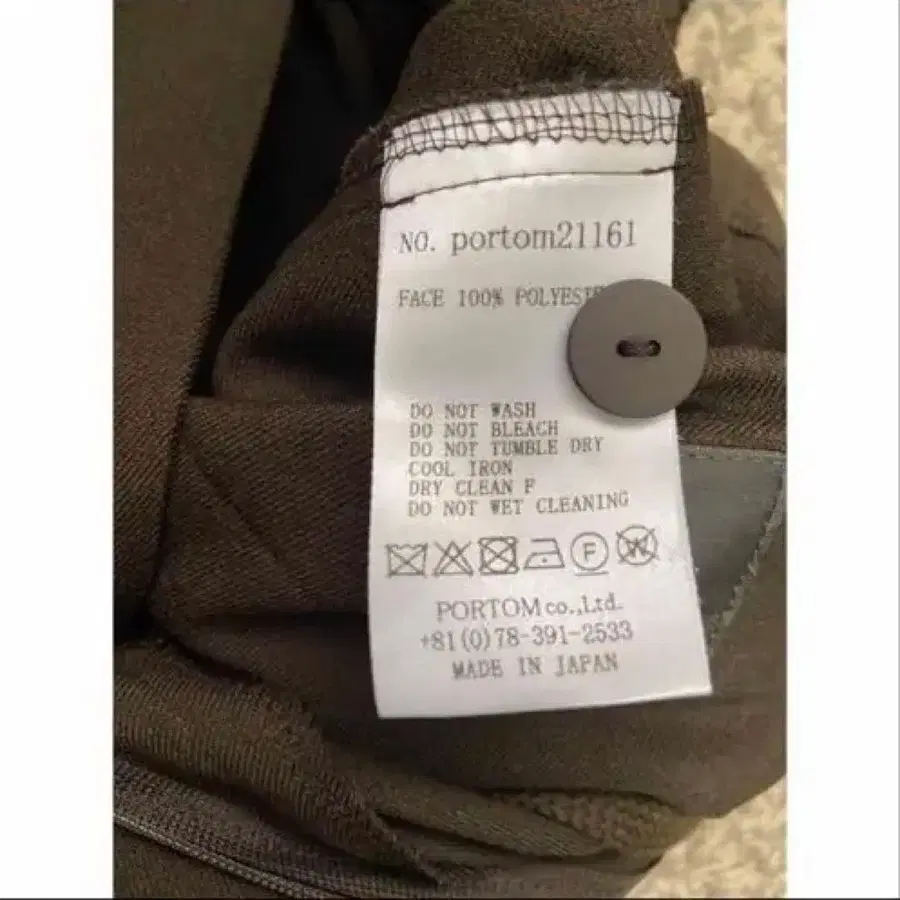 NO. portom21161
FACE 100%
DO NOT WASH
DO NOT BLEACH
DO NOT TUMBLE DRY
COOL IRON
DRY CLEAN F
DO NOT WET CLEANING
F W
PORTOM co.,Ltd.
+81(0)78-391-2533
MADE IN JAPAN